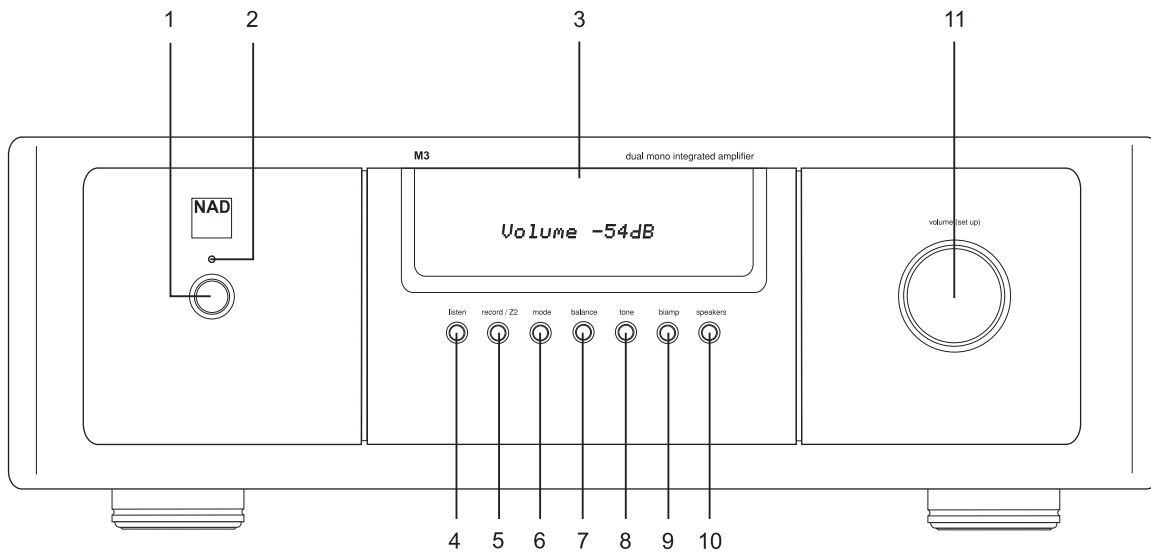 1 2 3 11
M3 dual mono integrated amplifier
NAD
volume (set up)
Volume -54dB
listen record / Z2 mode balance tone biamp speakers
4 5 6 7 8 9 10